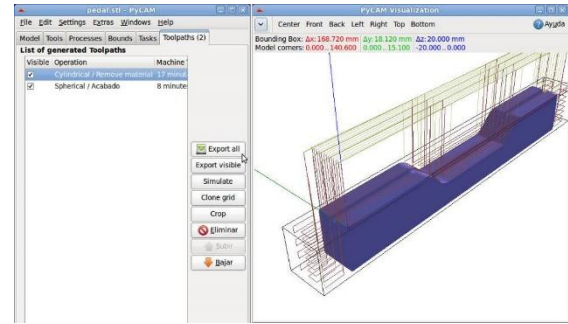 pedal.stl - PyCAM
File Edit Settings Extras Windows Help
Model Tools Processes Bounds Tasks Toolpaths (2)
List of generated Toolpaths
Visible Operation Machine
Cylindrical / Remove material 17 minut
Spherical / Acabado 8 minute
Export all
Export visible
Simulate
Clone grid
Crop
Eliminar
Subir
Bajar
PyCAM Visualization
Center Front Back Left Right Top Bottom Ayuda
Bounding Box: Δx:168.720 mm Δy: 18.120 mm Δz:20.000 mm
Model corners: 0.000...140.600 0.000...15.100 -20.000...0.000